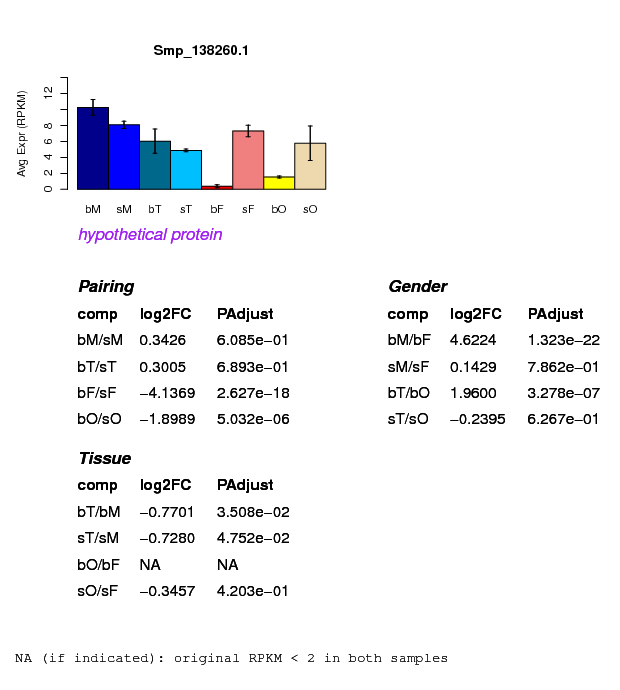 Smp_138260.1
Avg Expr (RPKM)
12
8
6
4
2
0
bM sM bT sT bF sF bO sO
hypothetical protein
Pairing
comp log2FC PAdjust
bM/sM 0.3426 6.085e−01
bT/sT 0.3005 6.893e−01
bF/sF −4.1369 2.627e−18
bO/sO −1.8989 5.032e−06
Gender
comp log2FC PAdjust
bM/bF 4.6224 1.323e−22
sM/sF 0.1429 7.862e−01
bT/bO 1.9600 3.278e−07
sT/sO −0.2395 6.267e−01
Tissue
comp log2FC PAdjust
bT/bM −0.7701 3.508e−02
sT/sM −0.7280 4.752e−02
bO/bF NA NA
sO/sF −0.3457 4.203e−01
NA (if indicated): original RPKM < 2 in both samples